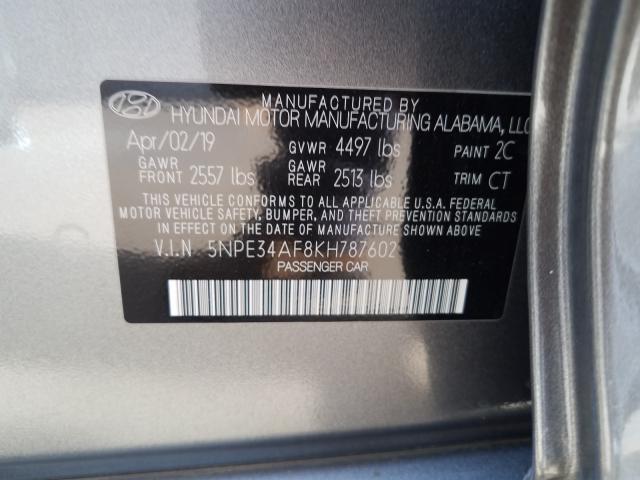 MANUFACTURED BY
HYUNDAI MOTOR MANUFACTURING ALABAMA, LLC
Apr/02/19 GVWR 4497 lbs PAINT 2C
GAWR FRONT 2557 lbs GAWR REAR 2513 lbs TRIM CT
THIS VEHICLE CONFORMS TO ALL APPLICABLE U.S.A. FEDERAL
MOTOR VEHICLE SAFETY, BUMPER, AND THEFT PREVENTION STANDARDS
IN EFFECT ON THE DATE OF MANUFACTURE SHOWN ABOVE.
V.I.N 5NPE34AF8KH787602
PASSENGER CAR